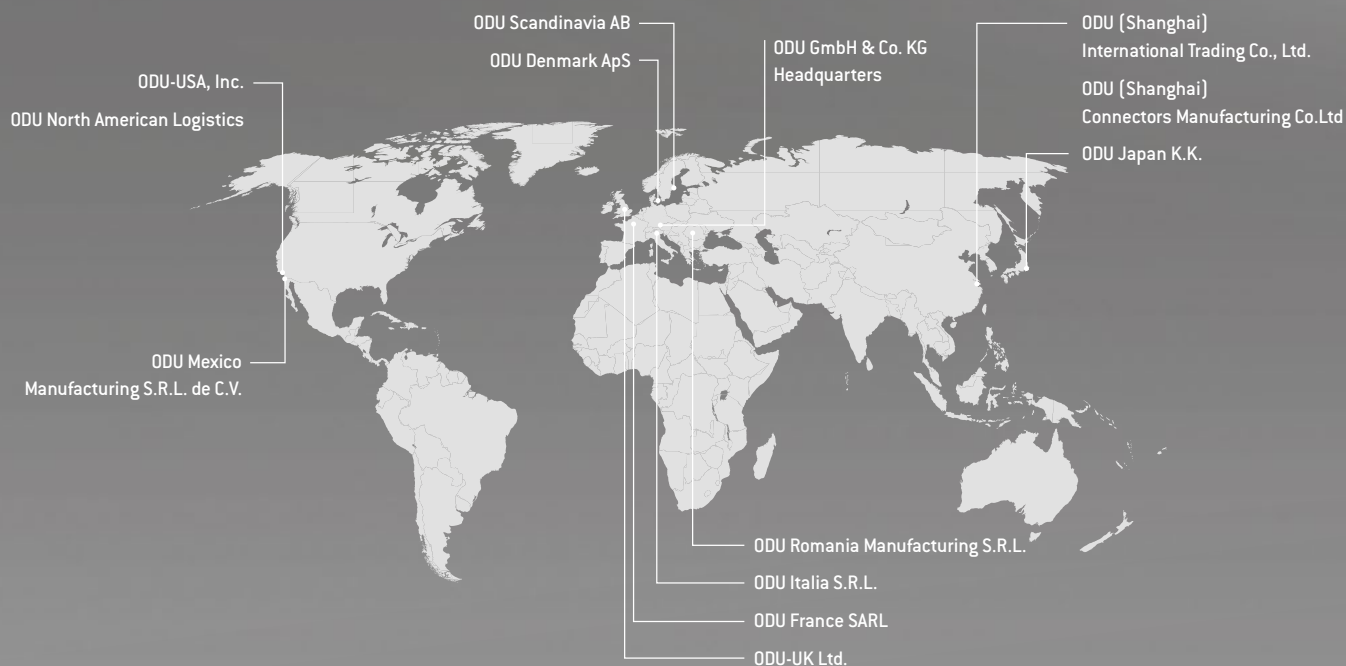 ODU Scandinavia AB
ODU Denmark ApS
ODU GmbH & Co. KG
Headquarters
ODU (Shanghai)
International Trading Co., Ltd.
ODU (Shanghai)
Connectors Manufacturing Co.Ltd
ODU Japan K.K.
ODU-USA, Inc.
ODU North American Logistics
ODU Mexico
Manufacturing S.R.L. de C.V.
ODU Romania Manufacturing S.R.L.
ODU Italia S.R.L.
ODU France SARL
ODU-UK Ltd.